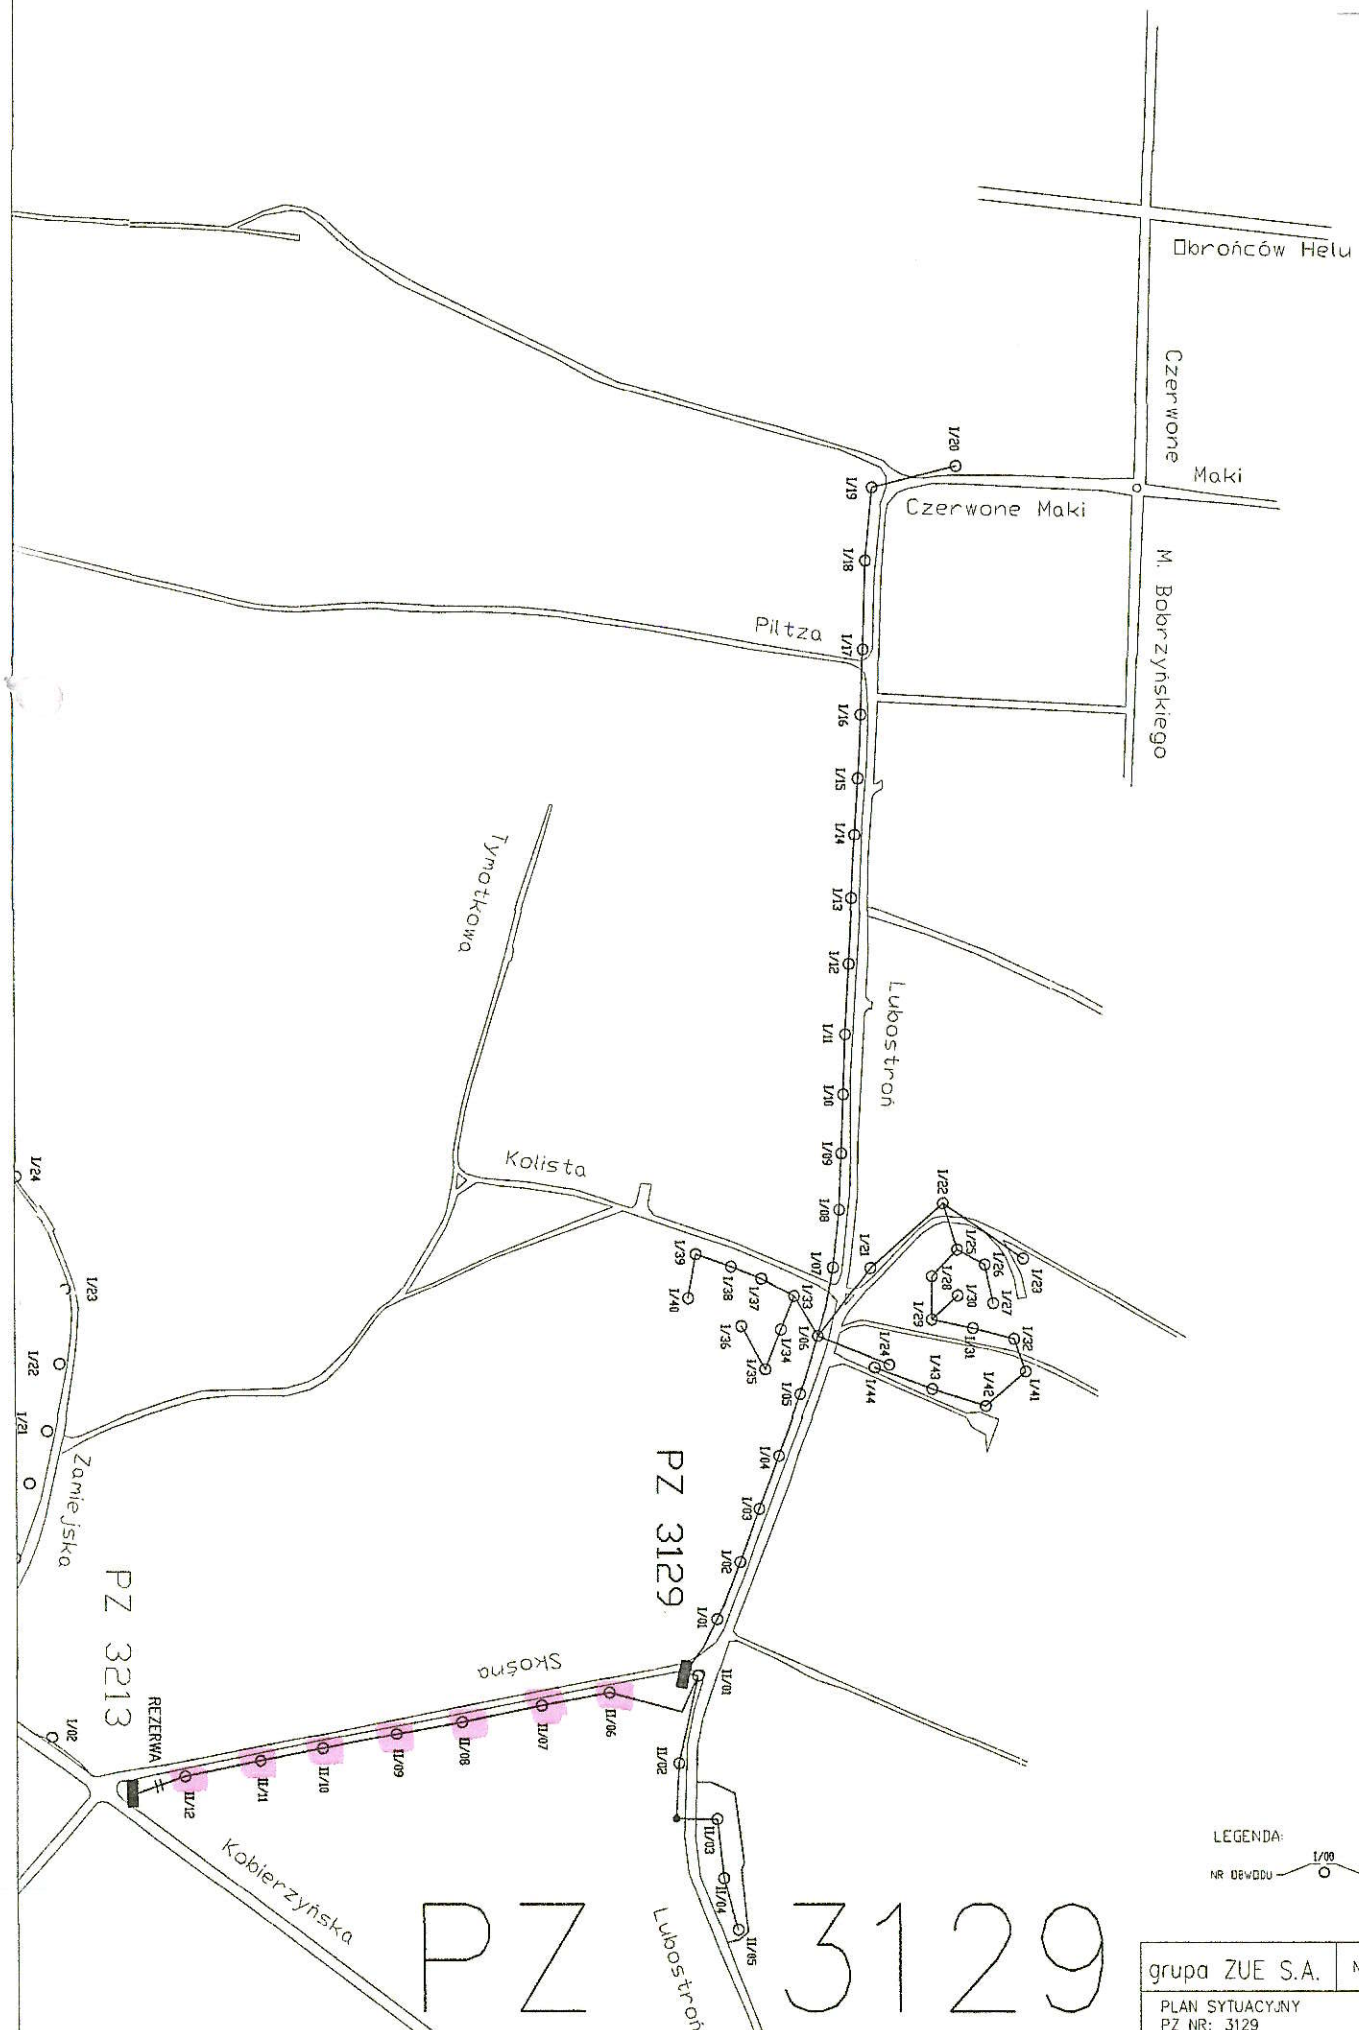 Obrońców Helu
Czerwone
Maki
Czerwone Maki
M. Bobrzyńskiego
I/20
I/19
I/18
I/17
Piltza
I/16
I/15
I/14
I/13
I/12
I/11
I/10
I/09
I/08
I/07
Tymotkowa
Lubostroń
Kolista
I/22
I/21
I/25
I/26
I/23
I/27
I/28
I/30
I/29
I/31
I/32
I/41
I/42
I/43
I/24
I/44
I/39
I/38
I/37
I/33
I/40
I/36
I/34
I/35
I/06
I/05
I/04
I/03
I/02
I/01
1/24
1/23
1/22
1/21
Zamiejska
PZ 3129
PZ 3213
Skośna
REZERWA
1/02
II/01
II/02
II/03
II/04
II/05
II/06
II/07
II/08
II/09
II/10
II/11
II/12
Kobierzyńska
Lubostroń
PZ 3129
LEGENDA:
NR OBWODU
I/00
grupa ZUE S.A.
PLAN SYTUACYJNY
PZ NR: 3129